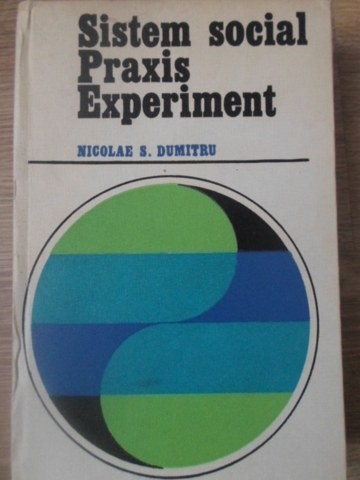 Sistem social
Praxis
Experiment
NICOLAE S. DUMITRU